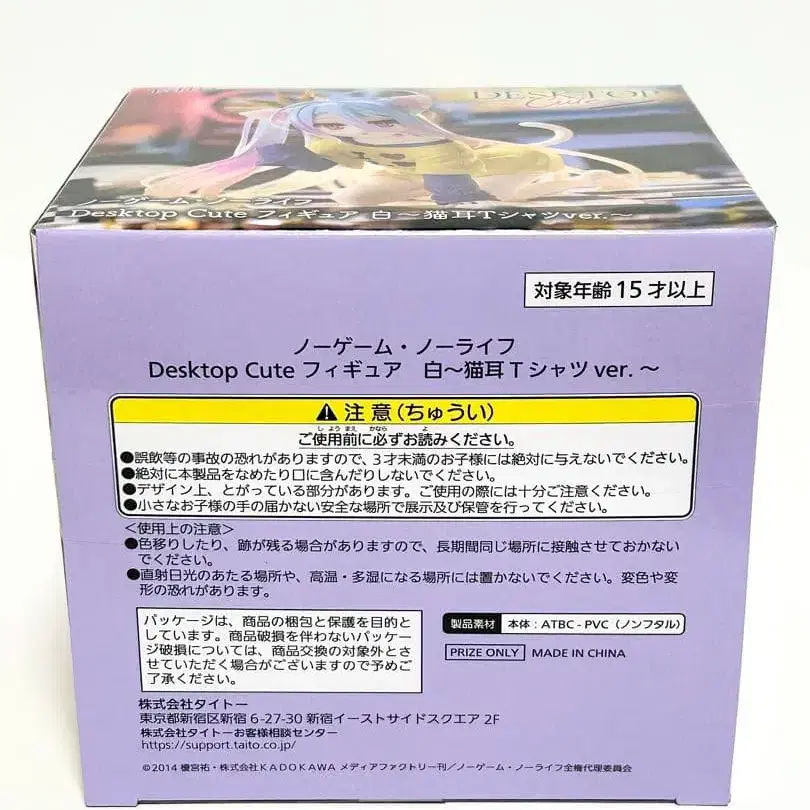 DESKTOP
Cute
ノーゲーム・ノーライフ
Desktop Cute フィギュア 白～猫耳Tシャツver.～
対象年齢15才以上
ノーゲーム・ノーライフ
Desktop Cute フィギュア 白～猫耳Tシャツver.～
⚠注意(ちゅうい)
しようまえ かなら よ
ご使用前に必ずお読みください。
●誤飲等の事故の恐れがありますので、3才未満のお子様には絶対に与えないでください。
●絶対に本製品をなめたり口に含んだりしないでください。
●デザイン上、とがっている部分があります。ご使用の際には十分ご注意ください。
●小さなお子様の手の届かない安全な場所で展示及び保管を行ってください。
＜使用上の注意＞
●色移りしたり、跡が残る場合がありますので、長期間同じ場所に接触させておかない
でください。
●直射日光のあたる場所や、高温・多湿になる場所には置かないでください。変色や変
形の恐れがあります。
パッケージは、商品の梱包と保護を目的と
しています。商品破損を伴わないパッケー
ジ破損については、商品交換の対象外とさ
せていただく場合がございますので予めご
了承ください。
製品素材 本体：ATBC-PVC（ノンフタル）
PRIZE ONLY MADE IN CHINA
株式会社タイトー
東京都新宿区新宿6-27-30 新宿イーストサイドスクエア 2F
株式会社タイトーお客様相談センター
https://support.taito.co.jp/
©2014 榎宮祐・株式会社KADOKAWA メディアファクトリー刊／ノーゲーム・ノーライフ全権代理委員会